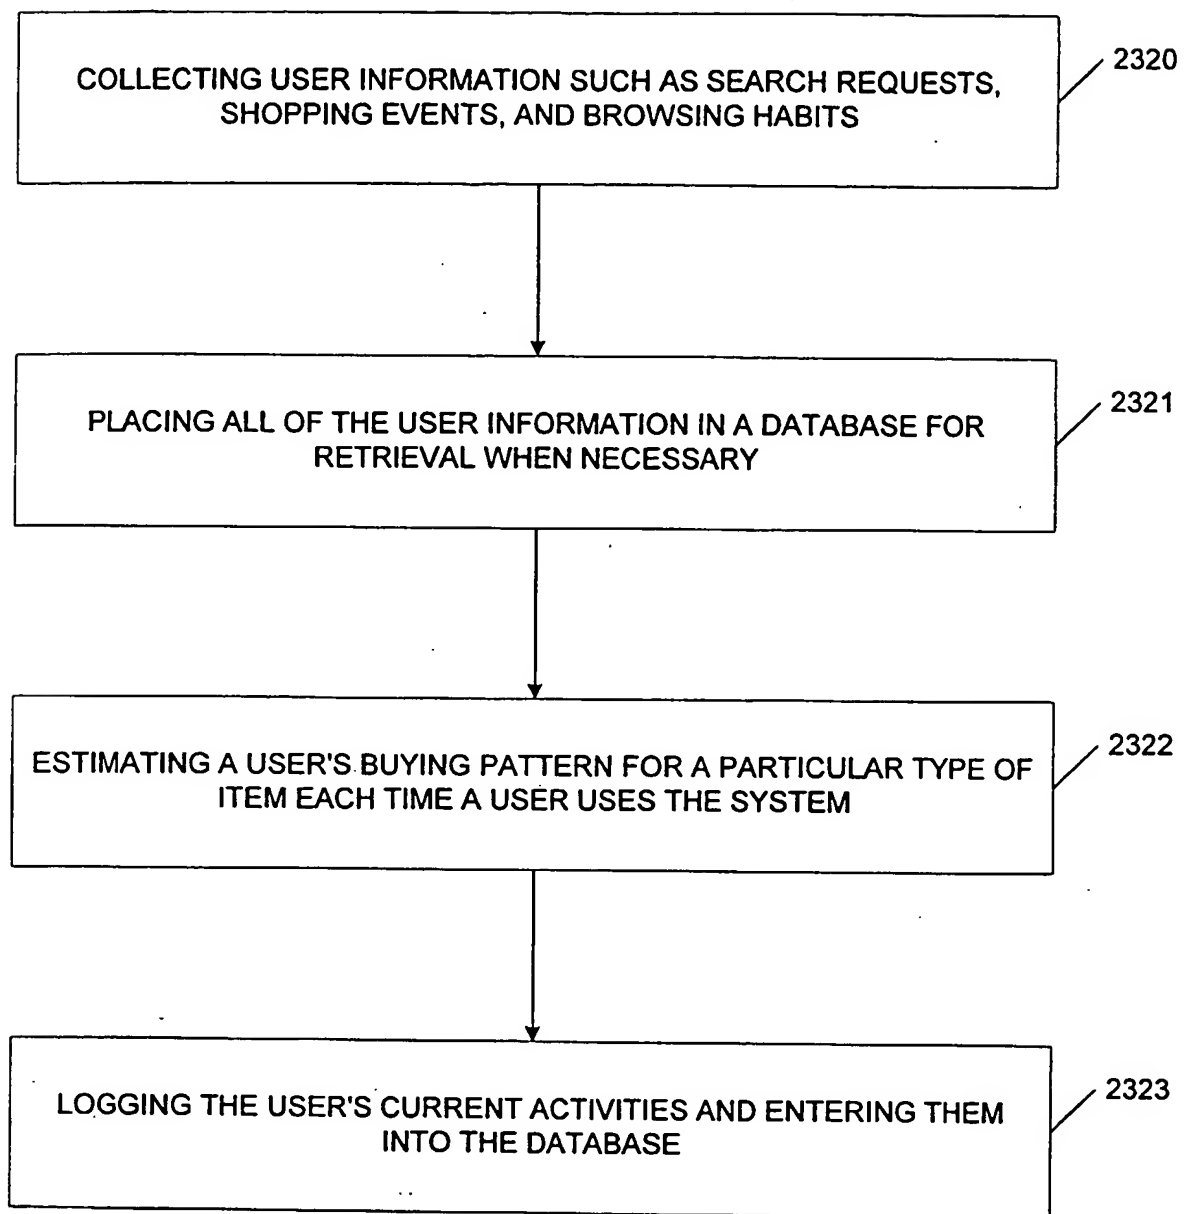 COLLECTING USER INFORMATION SUCH AS SEARCH REQUESTS,
SHOPPING EVENTS, AND BROWSING HABITS
2320
PLACING ALL OF THE USER INFORMATION IN A DATABASE FOR
RETRIEVAL WHEN NECESSARY
2321
ESTIMATING A USER'S BUYING PATTERN FOR A PARTICULAR TYPE OF
ITEM EACH TIME A USER USES THE SYSTEM
2322
LOGGING THE USER'S CURRENT ACTIVITIES AND ENTERING THEM
INTO THE DATABASE
2323